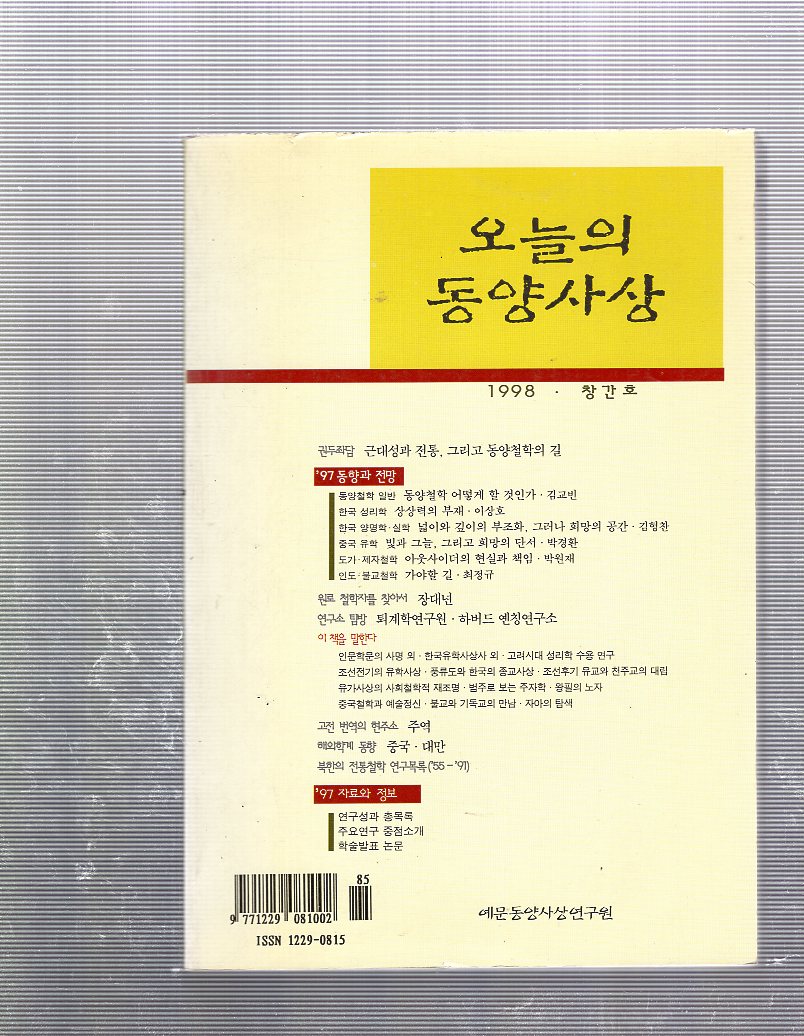 오늘의
동양사상
1998 · 창간호
권두좌담 근대성과 전통, 그리고 동양철학의 길
'97 동향과 전망
동양철학 일반 동양철학 어떻게 할 것인가 · 김교빈
한국 성리학 상상력의 부재 · 이상호
한국 양명학·실학 넓이와 깊이의 부조화, 그러나 희망의 공간 · 김형찬
중국 유학 빛과 그늘, 그리고 희망의 단서 · 박경환
도가·제자철학 아웃사이더의 현실과 책임 · 박원재
인도·불교철학 가야할 길 · 최정규
원로 철학자를 찾아서 장대년
연구소 탐방 퇴계학연구원 · 하버드 옌칭연구소
이 책을 말한다
인문학문의 사명 외 · 한국유학사상사 외 · 고려시대 성리학 수용 연구
조선전기의 유학사상 · 풍류도와 한국의 종교사상 · 조선후기 유교와 천주교의 대립
유가사상의 사회철학적 재조명 · 범주로 보는 주자학 · 왕필의 노자
중국철학과 예술정신 · 불교와 기독교의 만남 · 자아의 탐색
고전 번역의 현주소 주역
해외학계 동향 중국 · 대만
북한의 전통철학 연구목록('55-'91)
'97 자료와 정보
연구성과 총목록
주요연구 중점소개
학술발표 논문
85
9 771229 081002
ISSN 1229-0815
예문동양사상연구원